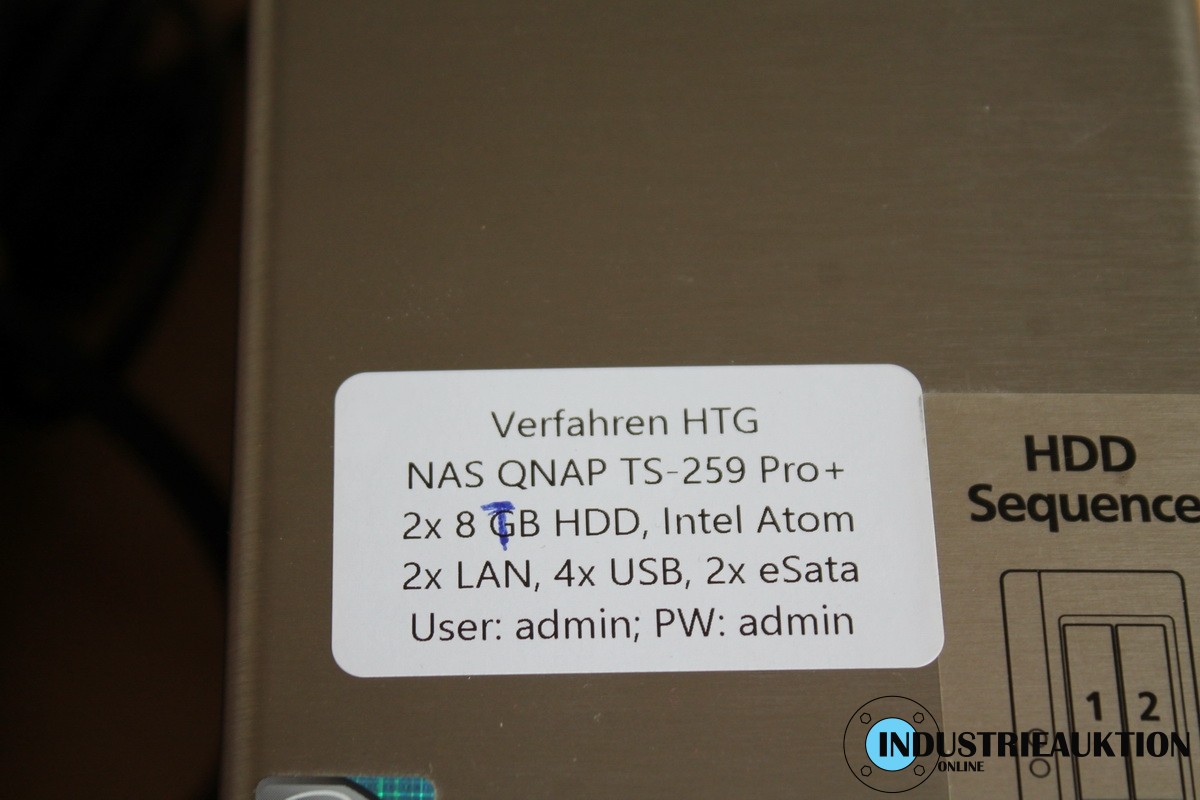 Verfahren HTG
NAS QNAP TS-259 Pro+
2x 8 TB HDD, Intel Atom
2x LAN, 4x USB, 2x eSata
User: admin; PW: admin
HDD
Sequence
1 2
INDUSTRIEAUKTION
ONLINE